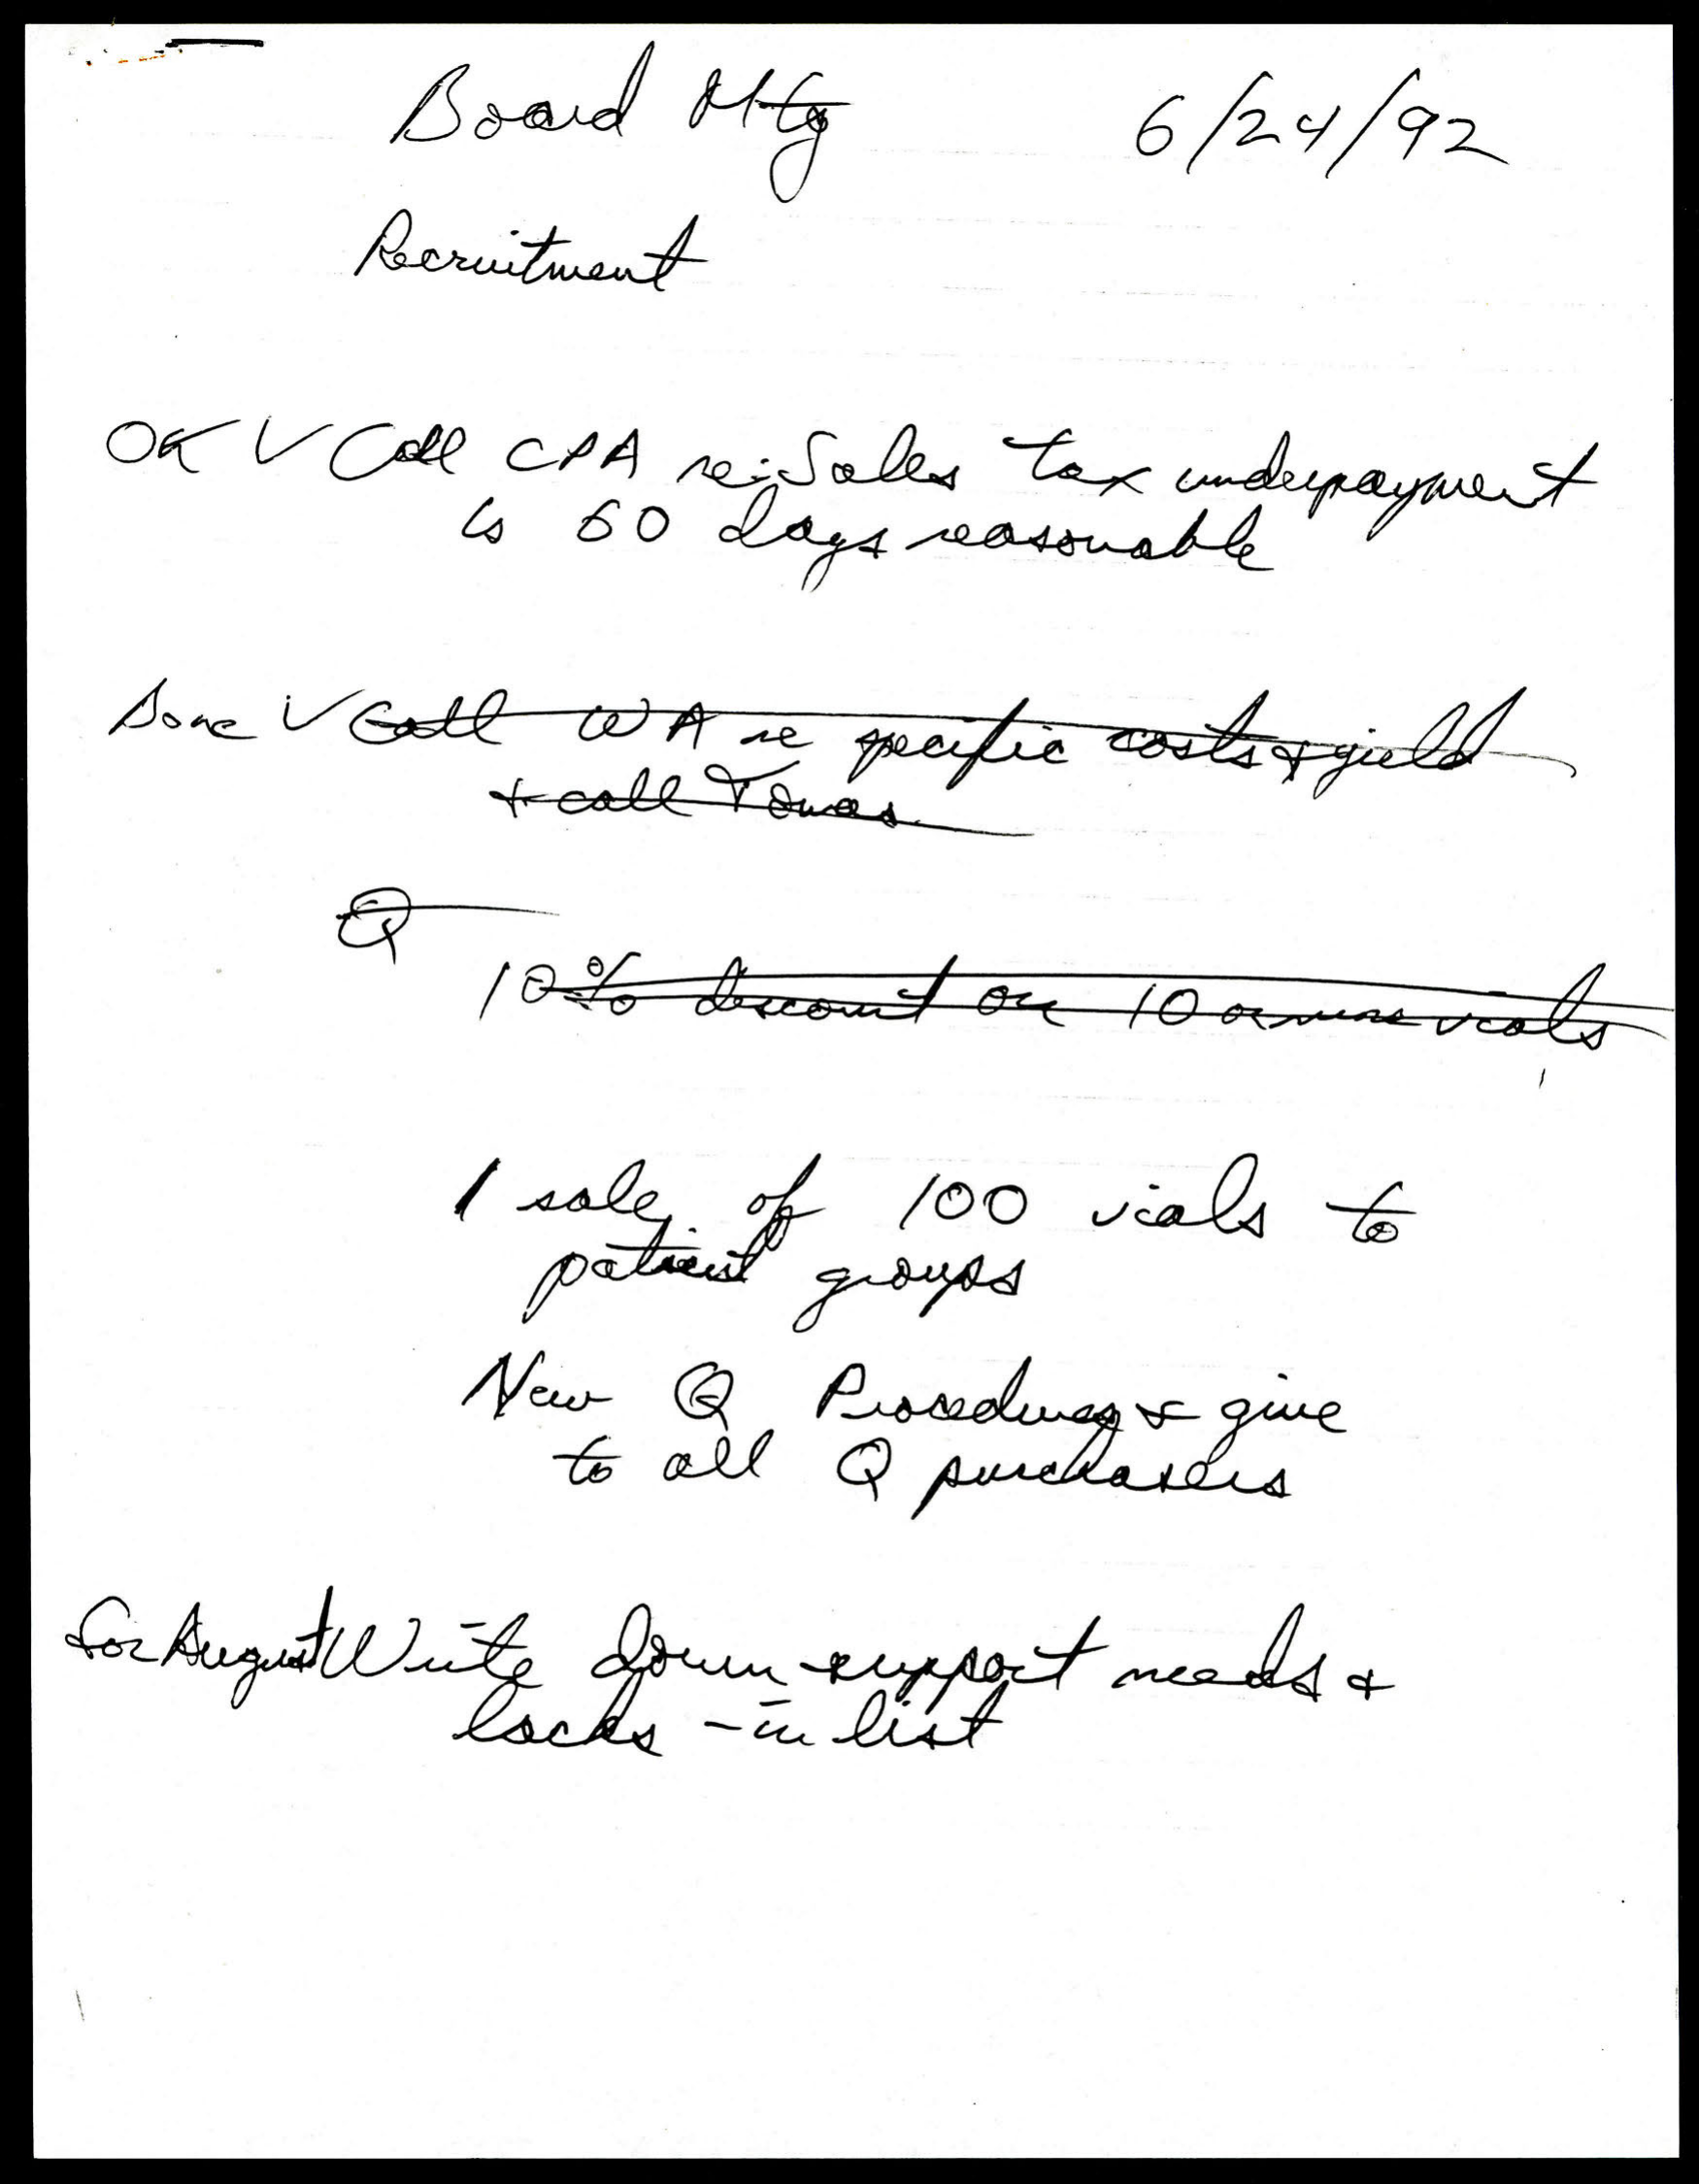 Board Mtg 6/24/92
Recruitment
OK ✓ Call CPA re: Sales tax underpayment
is 60 days reasonable
Done ✓ Call WA re specific costs & yield
+ call Tomas
Q
10% discount on 10 or more vials
1 sale of 100 vials to
patient groups
New Q Procedures & give
to all Q purchasers
for August Write down support needs &
lacks - in list